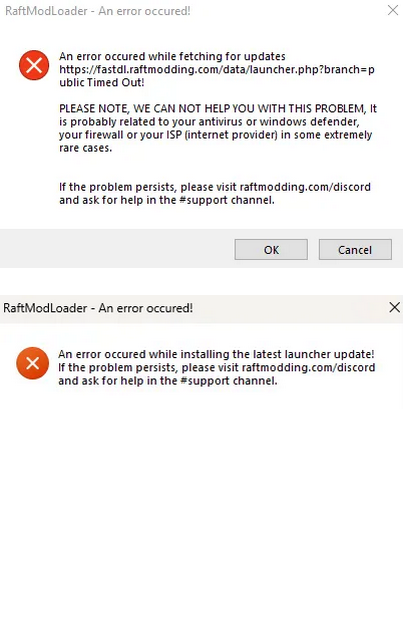 RaftModLoader - An error occured!
An error occured while fetching for updates
https://fastdl.raftmodding.com/data/launcher.php?branch=p
ublic Timed Out!
PLEASE NOTE, WE CAN NOT HELP YOU WITH THIS PROBLEM, It
is probably related to your antivirus or windows defender,
your firewall or your ISP (internet provider) in some extremely
rare cases.
If the problem persists, please visit raftmodding.com/discord
and ask for help in the #support channel.
OK
Cancel
RaftModLoader - An error occured!
An error occured while installing the latest launcher update!
If the problem persists, please visit raftmodding.com/discord
and ask for help in the #support channel.